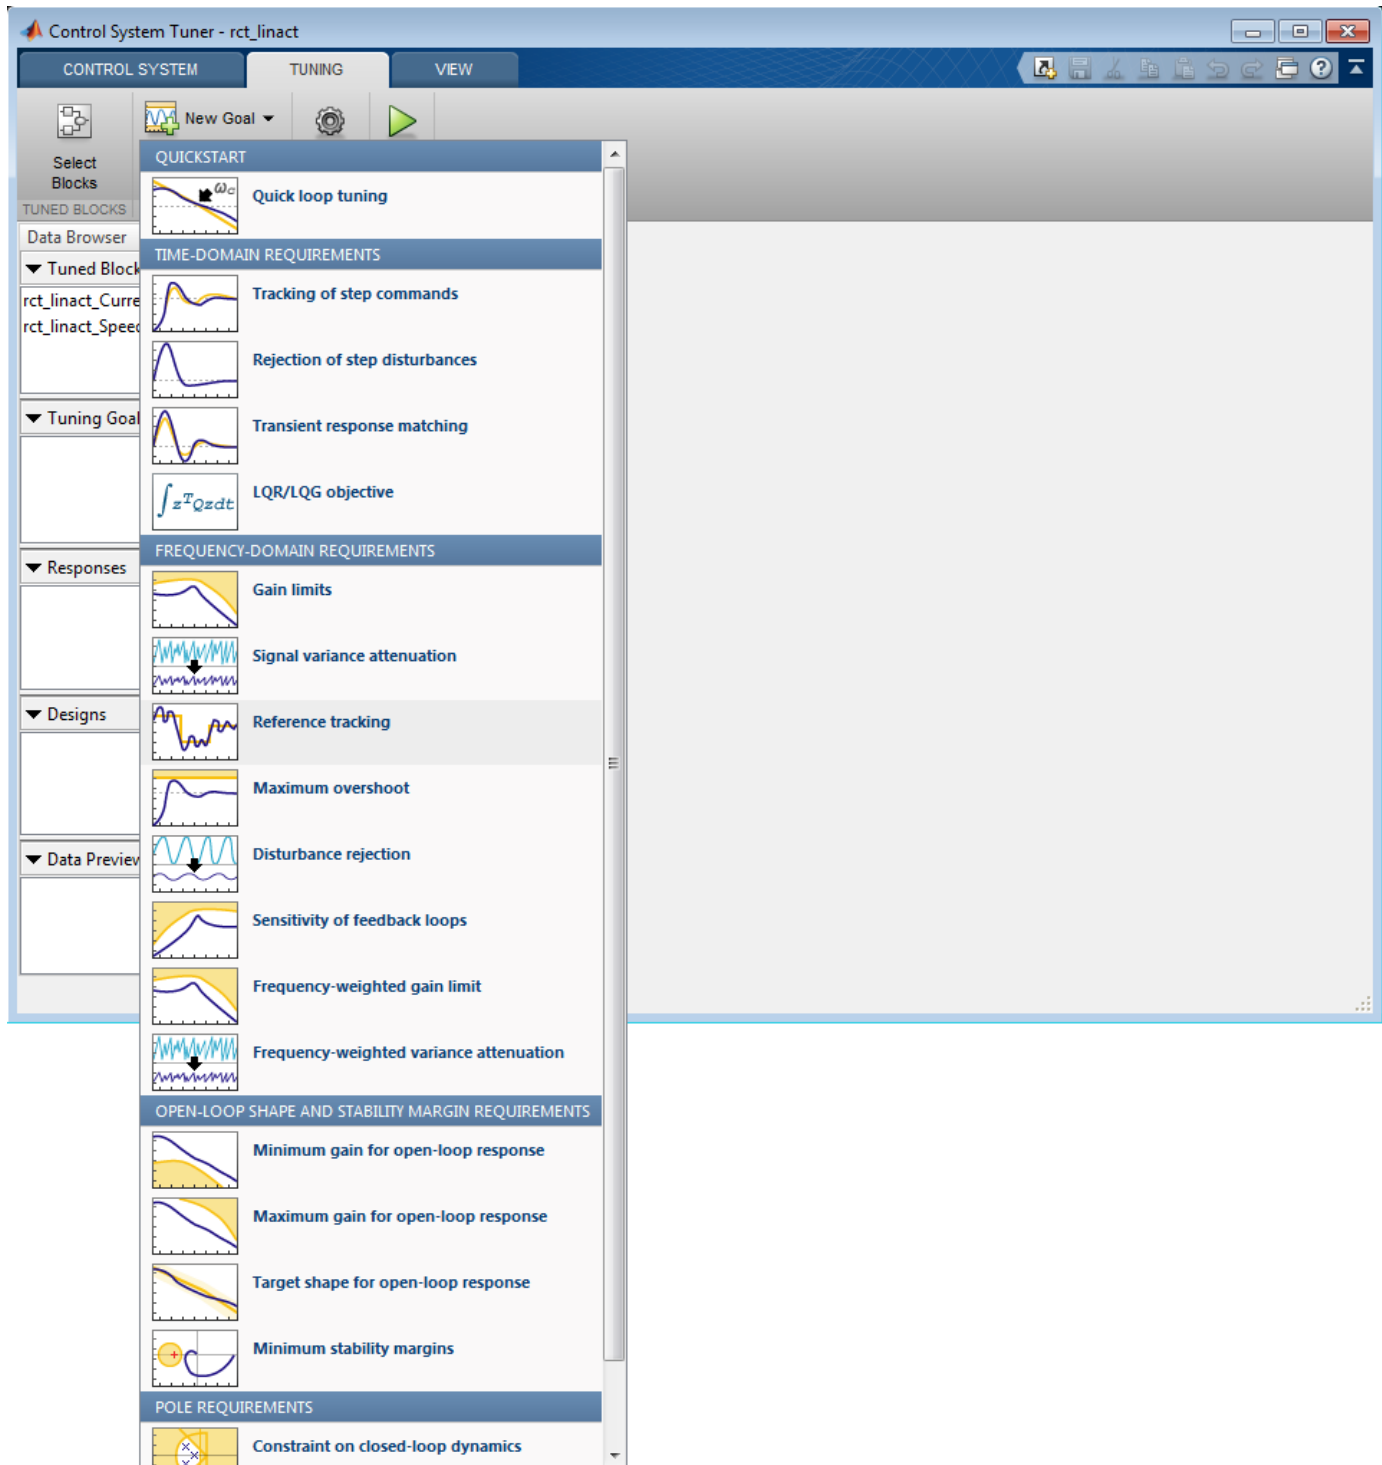 Control System Tuner - rct_linact
CONTROL SYSTEM
TUNING
VIEW
New Goal
Select
Blocks
TUNED BLOCKS
Data Browser
Tuned Block
rct_linact_Curre
rct_linact_Speed
Tuning Goal
Responses
Designs
Data Preview
QUICKSTART
ωc
Quick loop tuning
TIME-DOMAIN REQUIREMENTS
Tracking of step commands
Rejection of step disturbances
Transient response matching
∫zᵀQzdt
LQR/LQG objective
FREQUENCY-DOMAIN REQUIREMENTS
Gain limits
Signal variance attenuation
Reference tracking
Maximum overshoot
Disturbance rejection
Sensitivity of feedback loops
Frequency-weighted gain limit
Frequency-weighted variance attenuation
OPEN-LOOP SHAPE AND STABILITY MARGIN REQUIREMENTS
Minimum gain for open-loop response
Maximum gain for open-loop response
Target shape for open-loop response
Minimum stability margins
POLE REQUIREMENTS
Constraint on closed-loop dynamics